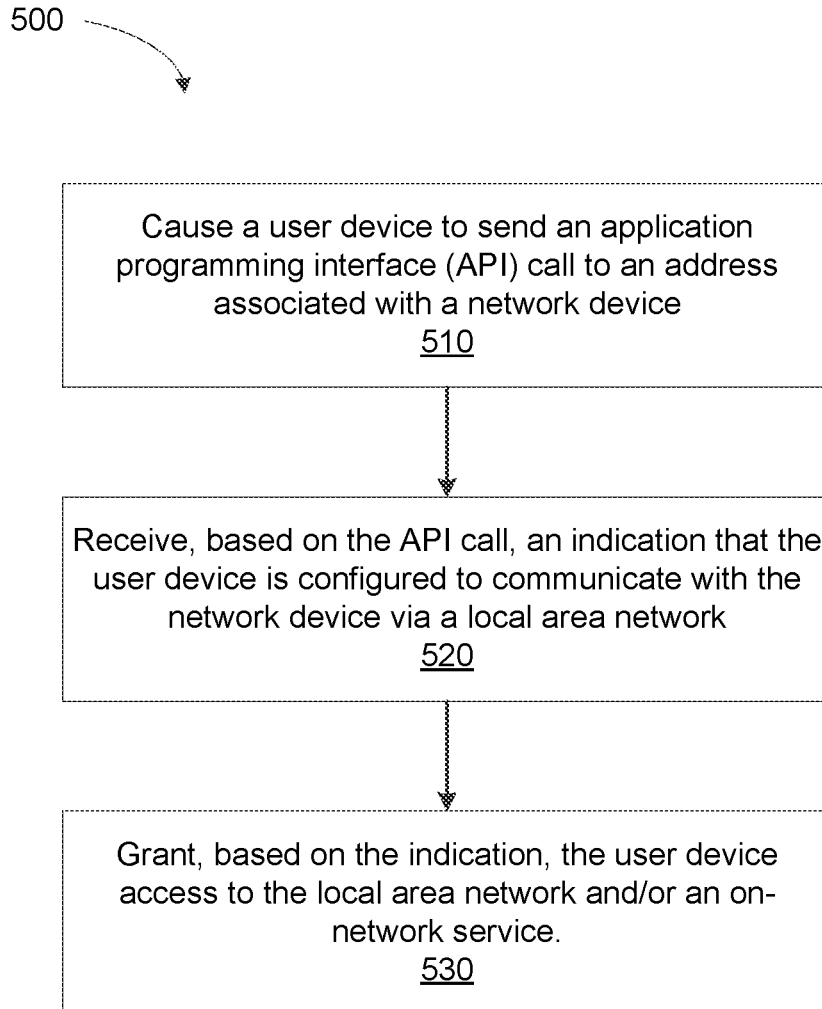 500
Cause a user device to send an application
programming interface (API) call to an address
associated with a network device
510
Receive, based on the API call, an indication that the
user device is configured to communicate with the
network device via a local area network
520
Grant, based on the indication, the user device
access to the local area network and/or an on-
network service.
530